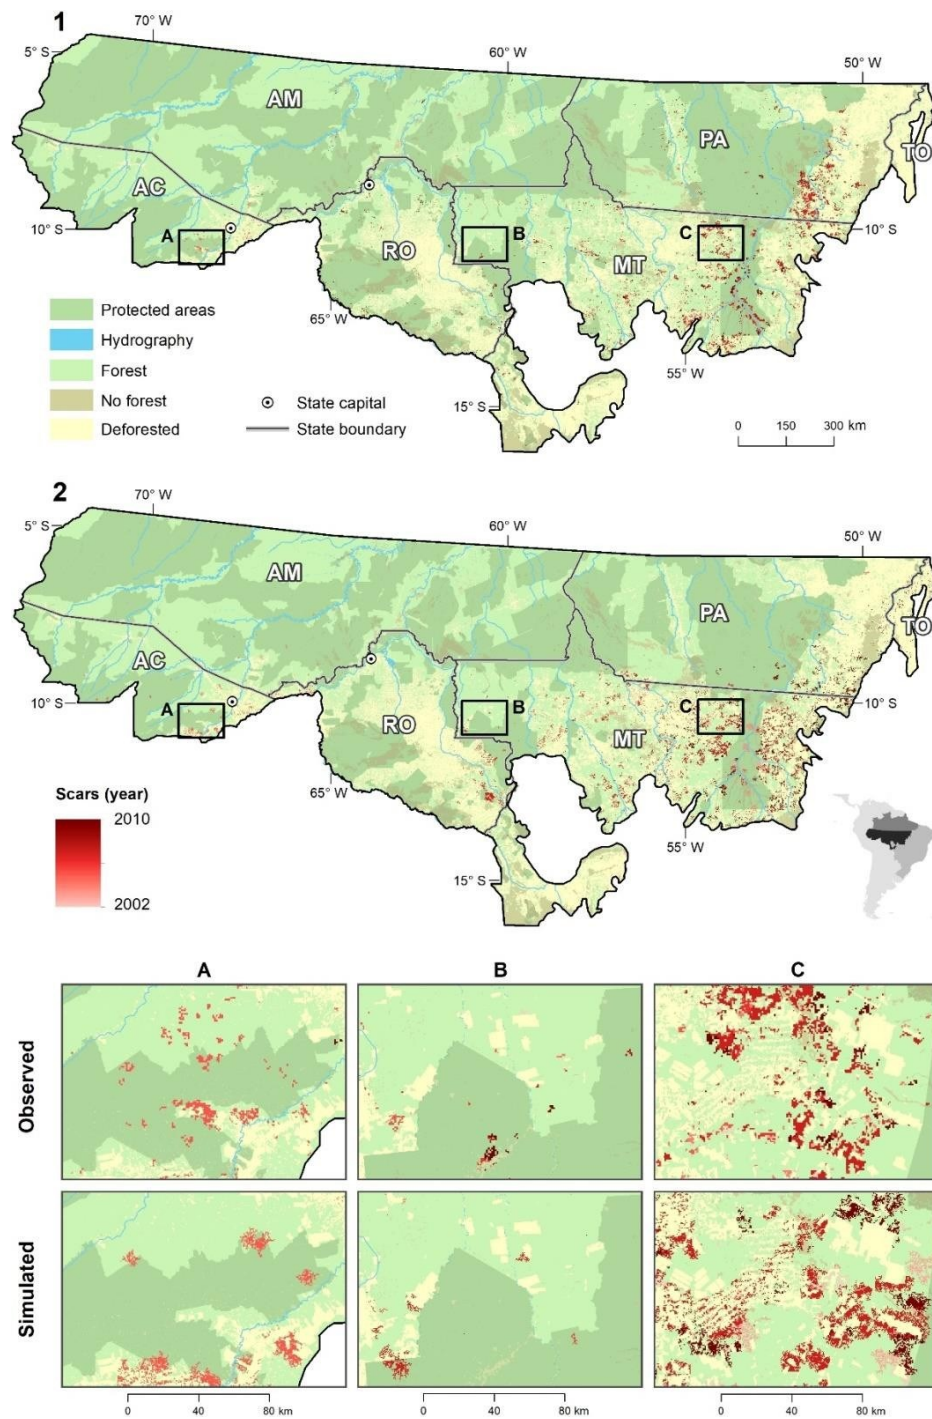 1
70° W
60° W
50° W
5° S
AM
PA
TO
AC
10° S
A
RO
B
C
MT
10° S
Protected areas
Hydrography
Forest
No forest
Deforested
State capital
State boundary
65° W
55° W
15° S
0 150 300 km
2
70° W
60° W
50° W
5° S
AM
PA
TO
AC
10° S
A
RO
B
C
MT
10° S
Scars (year)
2010
2002
65° W
55° W
15° S
A B C
Observed
Simulated
0 40 80 km
0 40 80 km
0 40 80 km